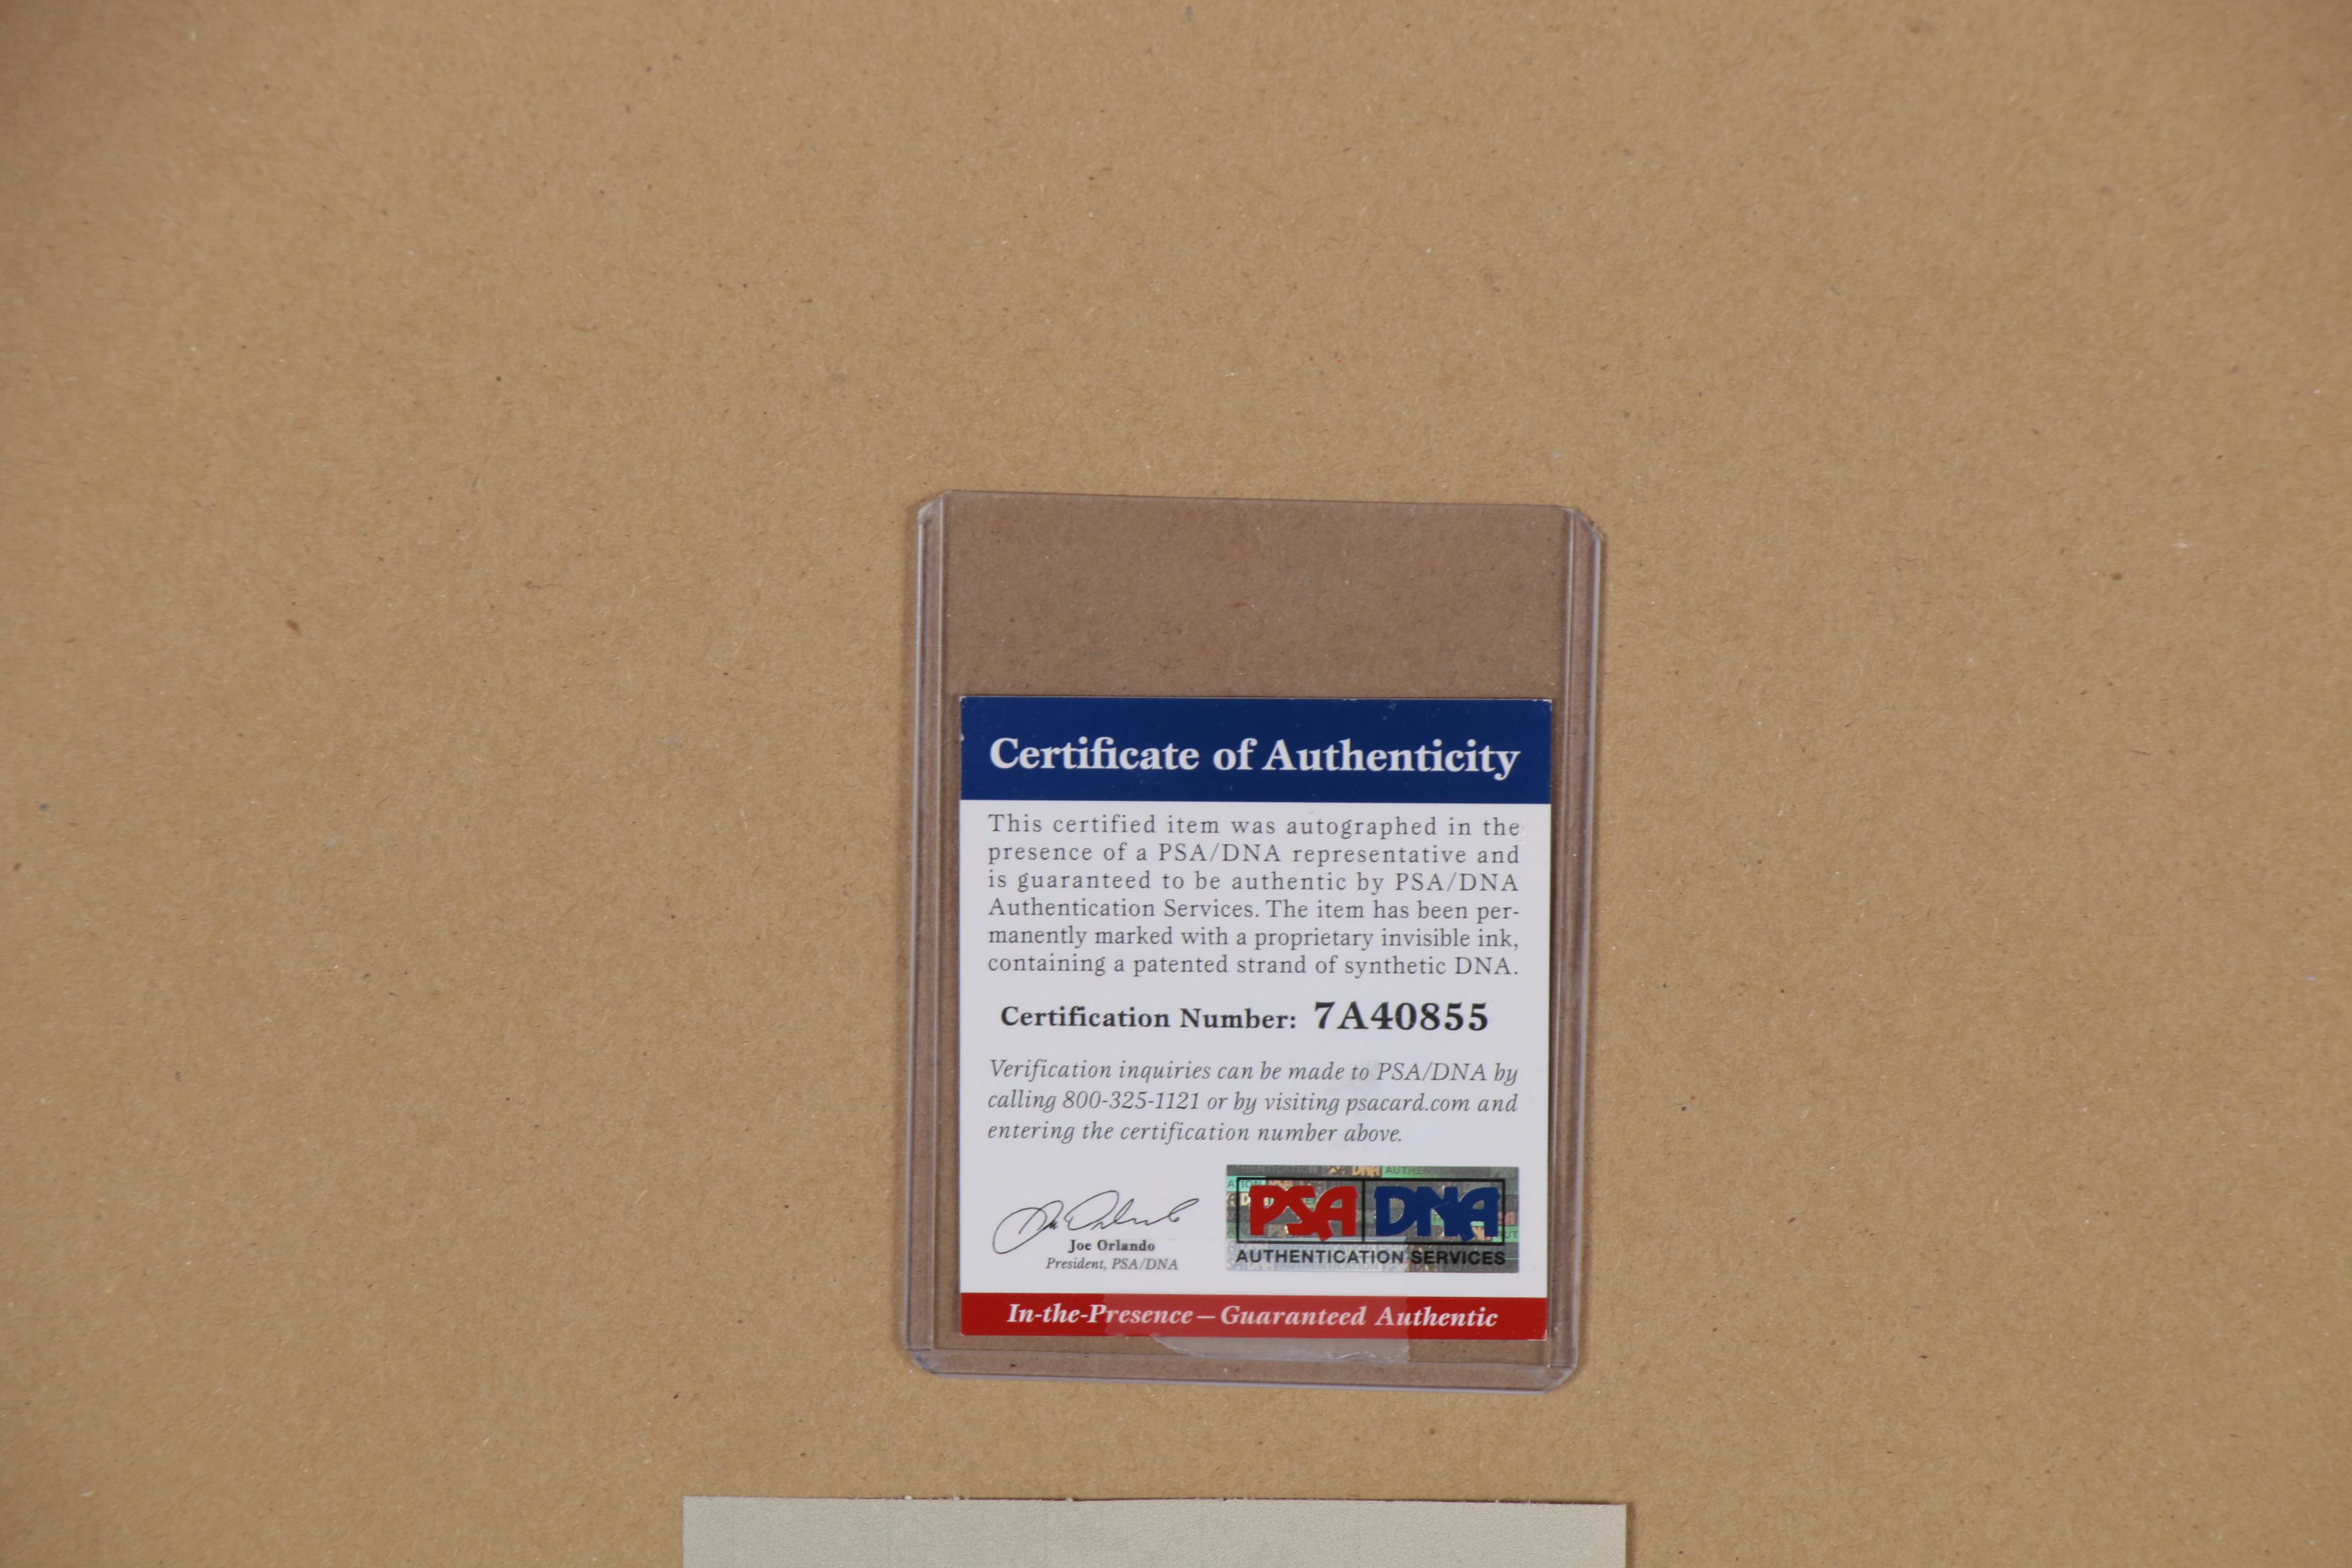 Certificate of Authenticity
This certified item was autographed in the
presence of a PSA/DNA representative and
is guaranteed to be authentic by PSA/DNA
Authentication Services. The item has been per-
manently marked with a proprietary invisible ink,
containing a patented strand of synthetic DNA.
Certification Number: 7A40855
Verification inquiries can be made to PSA/DNA by
calling 800-325-1121 or by visiting psacard.com and
entering the certification number above.
Joe Orlando
President, PSA/DNA
PSA DNA
AUTHENTICATION SERVICES
In-the-Presence – Guaranteed Authentic